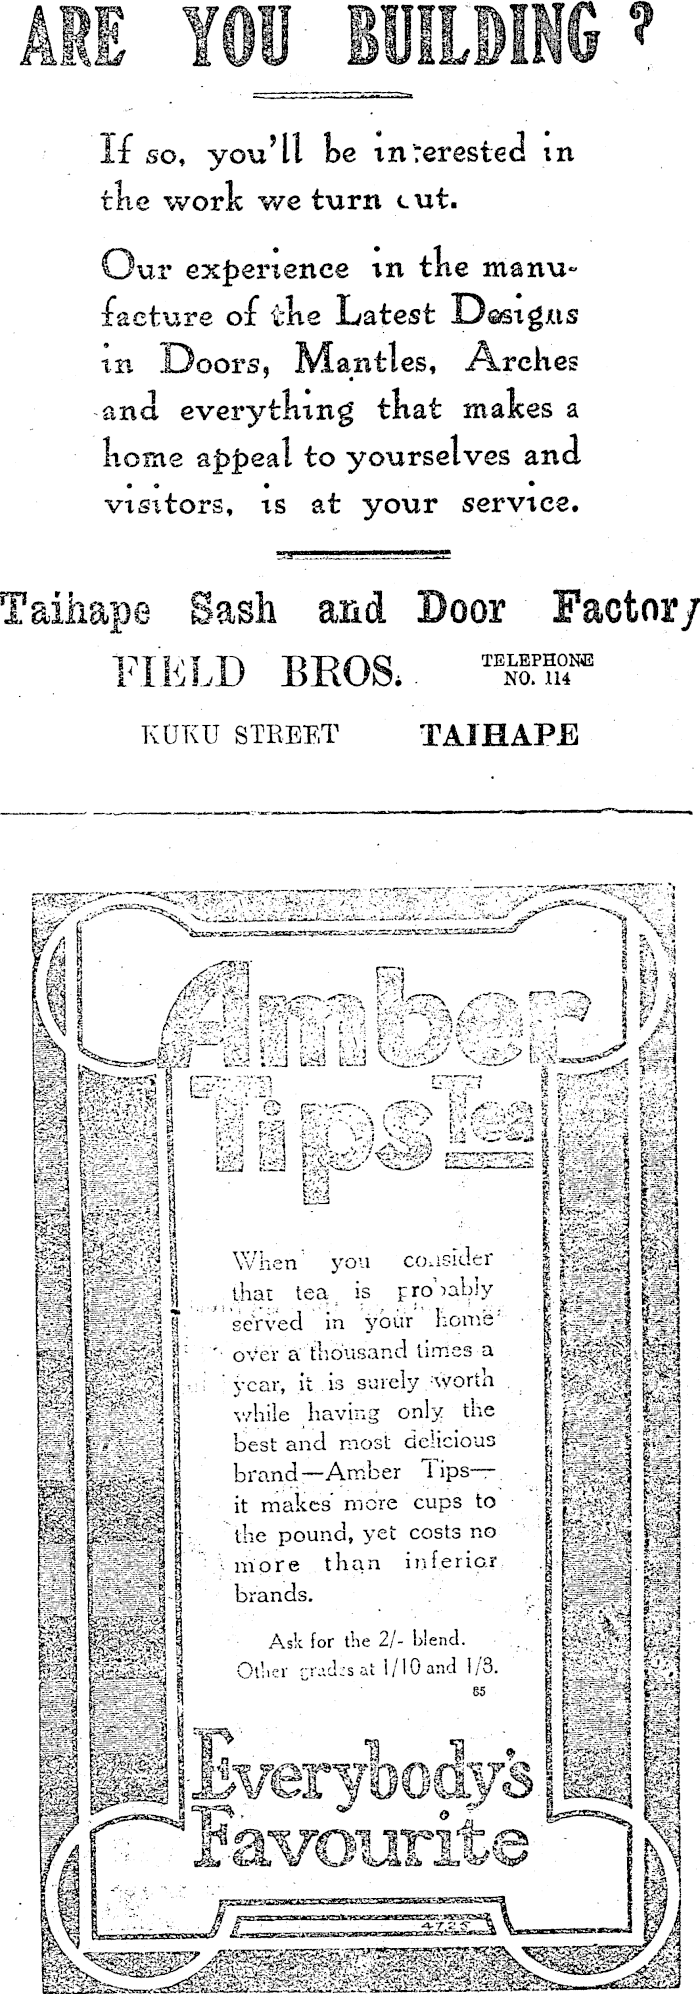 ARE YOU BUILDING ?
If so, you'll be interested in
the work we turn out.
Our experience in the manu-
facture of the Latest Designs
in Doors, Mantles, Arches
and everything that makes a
home appeal to yourselves and
visitors, is at your service.
Taihape Sash and Door Factory
FIELD BROS.
TELEPHONE
NO. 114
KUKU STREET TAIHAPE
Amber
Tips Tea
When you consider
that tea is probably
served in your home
over a thousand times a
year, it is surely worth
while having only the
best and most delicious
brand—Amber Tips—
it makes more cups to
the pound, yet costs no
more than inferior
brands.
Ask for the 2/- blend.
Other grades at 1/10 and 1/8.
65
Everybody's
Favourite
4725